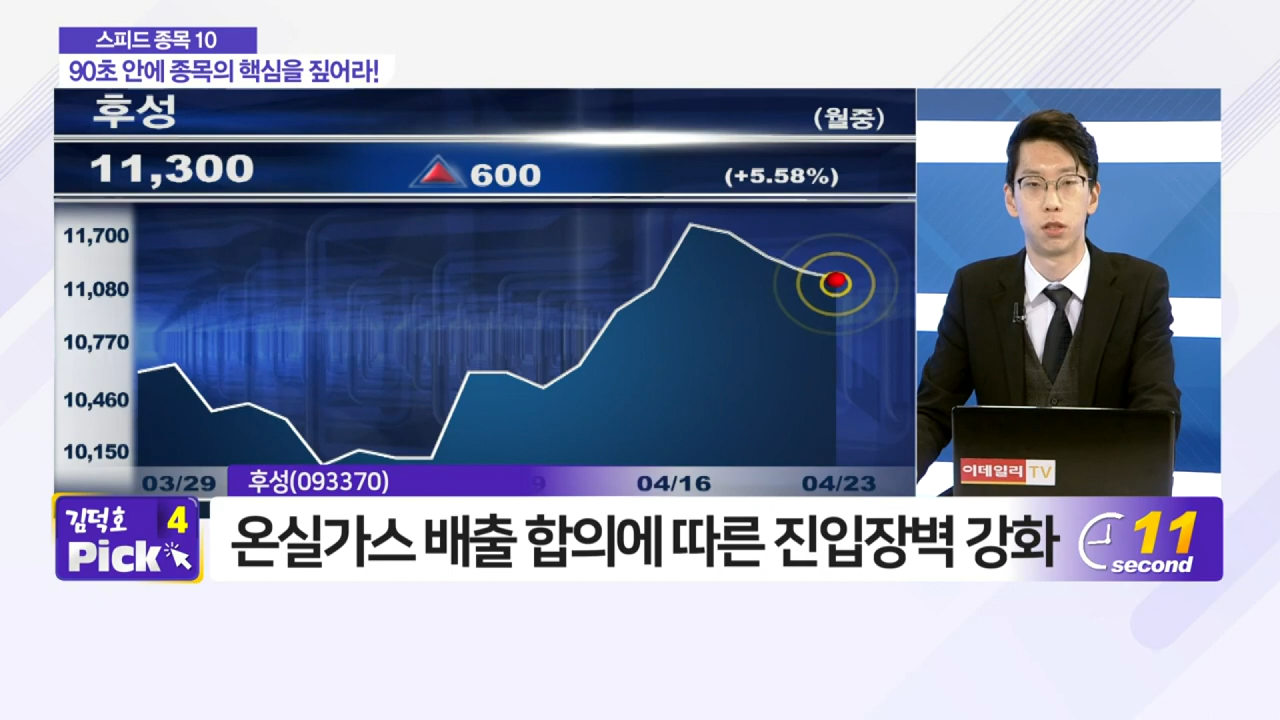 스피드 종목 10
90초 안에 종목의 핵심을 짚어라!
후성
(월중)
11,300
600
(+5.58%)
11,700
11,080
10,770
10,460
10,150
03/29
04/16
04/23
후성(093370)
이데일리 TV
김덕호 4
Pick
온실가스 배출 합의에 따른 진입장벽 강화
11
second